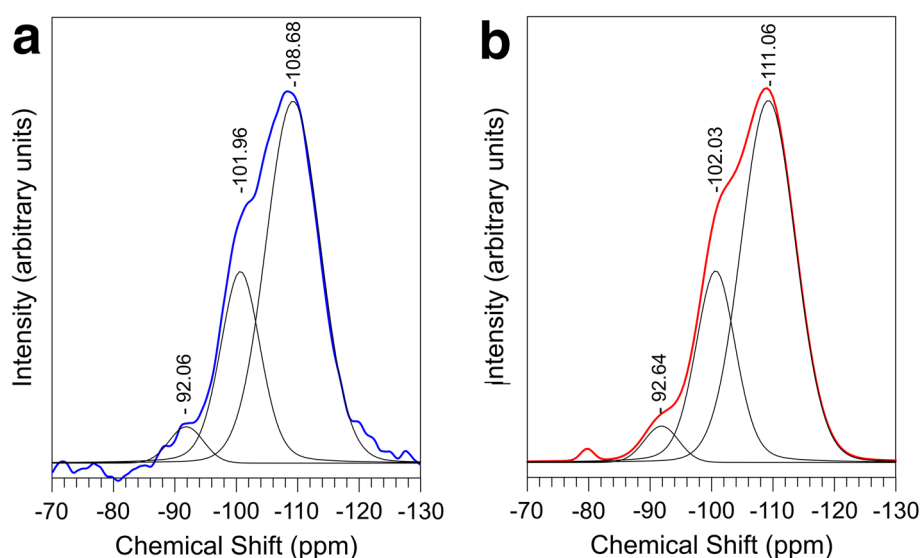 a
-108.68
-101.96
- 92.06
Intensity (arbitrary units)
-70 -80 -90 -100 -110 -120 -130
Chemical Shift (ppm)
b
-111.06
-102.03
- 92.64
Intensity (arbitrary units)
-70 -80 -90 -100 -110 -120 -130
Chemical Shift (ppm)